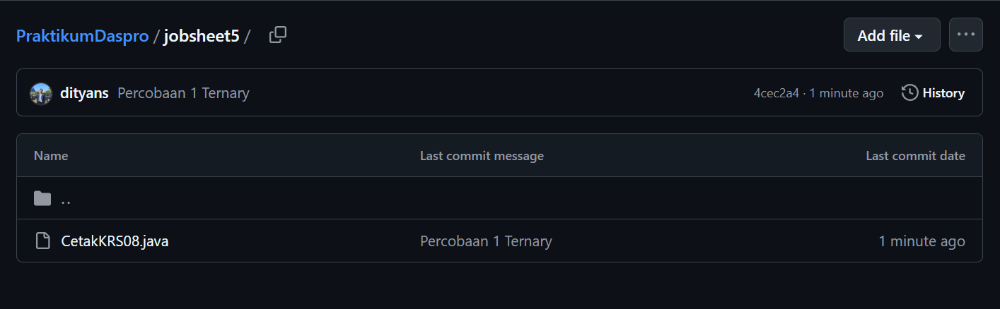 PraktikumDaspro / jobsheet5 /
Add file
dityans Percobaan 1 Ternary
4cec2a4 · 1 minute ago
History
Name Last commit message Last commit date
..
CetakKRS08.java Percobaan 1 Ternary 1 minute ago